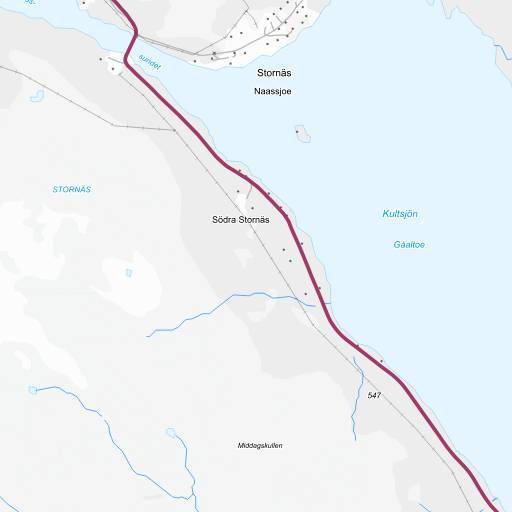 sundet
Stornäs
Naassjoe
STORNÄS
Kultsjön
Södra Stornäs
Gåaltoe
547
Middagskullen